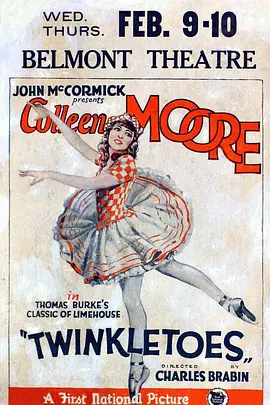 WED. THURS. FEB. 9-10
BELMONT THEATRE
JOHN McCORMICK
presents
Colleen MOORE
in
THOMAS BURKE'S
CLASSIC OF LIMEHOUSE
"TWINKLETOES"
DIRECTED BY
CHARLES BRABIN
A First National Picture